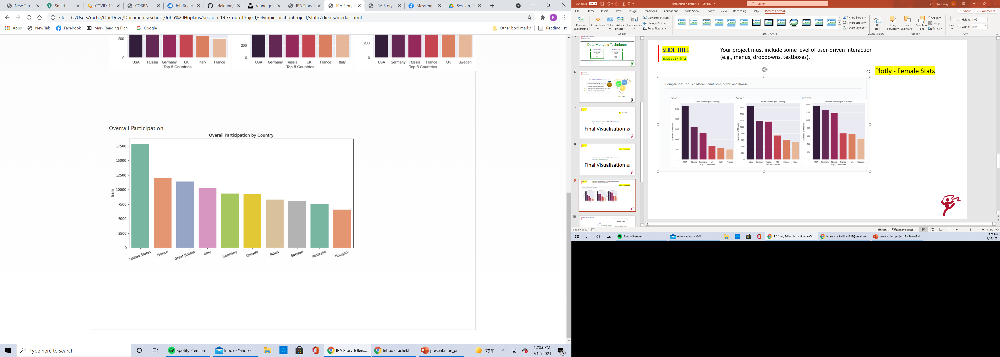 New Tab
Smartr
COVID-19
COBRA
Job Board
arieldunn/
round gol
IRA Story T
IRA Story T
IRA Story T
Messenger
Session_18
File
C:/Users/rache/OneDrive/Documents/School/John%20Hopkins/Session_19_Group_Project/OlympicLocationProject/static/clients/medals.html
Apps
New Tab
Facebook
Mark Reading Plan...
Google
Other bookmarks
Reading list
500
0
USA Russia Germany UK Italy France
Top 5 Countries
200
0
USA Germany Russia UK France Italy
Top 5 Countries
200
0
USA Germany Russia France UK Sweden
Top 5 Countries
Overrall Participation
Overall Participation by Country
17500
15000
12500
10000
7500
5000
2500
0
Team
United States France Great Britain Italy Germany Canada Japan Sweden Australia Hungary
Type here to search
Spotify Premium
Inbox - Yahoo - ...
IRA Story Tellers,...
Inbox - rachel.ll...
presentation_pr...
79°F
12:03 PM
9/12/2021
3
AutoSave On
presentation_project_3 - Saving...
Search
Rachel Newberry RN
File Home Insert Draw Design Transitions Animations Slide Show Review View Recording Help Picture Format
Share Comments
Remove Background
Corrections
Color
Artistic Effects
Transparency
Compress Pictures
Change Picture
Reset Picture
Adjust
Picture Styles
Picture Border
Picture Effects
Picture Layout
Alt Text
Accessibility
Bring Forward
Send Backward
Selection Pane
Align
Group
Rotate
Arrange
Crop
Height: 3.96"
Width: 8.87"
Size
Data Munging Techniques
6
Interactive User Experience
Dashboard
7
Final Visualization #3
8
Final Visualization #3
9
10
Moscow
SLIDE TITLE
SLIDE SUB - TITLE
Your project must include some level of user-driven interaction
(e.g., menus, dropdowns, textboxes).
Plotly - Female Stats
Comparison: Top Ten Medal Count Gold, Silver, and Bronze
Gold
Gold Medals per Country
2500
2000
1500
1000
500
0
Number of Medals
USA Russia Germany UK Italy France
Top 5 Countries
Silver
Silver Medals per Country
1600
1400
1200
1000
800
600
400
200
0
Number of Medals
USA Germany Russia UK France Italy
Top 5 Countries
Bronze
Bronze Medals per Country
1400
1200
1000
800
600
400
200
0
Number of Medals
USA Germany Russia France UK Sweden
Top 5 Countries
Slide 9 of 12
Notes
Display Settings
112%
Spotify Premium
Inbox - Yahoo - Mail
IRA Story Tellers, Inc. - Google Chr...
Inbox - rachel.lloyd333@gmail.co...
presentation_project_3 - PowerPoi...
12:03 PM
9/12/2021